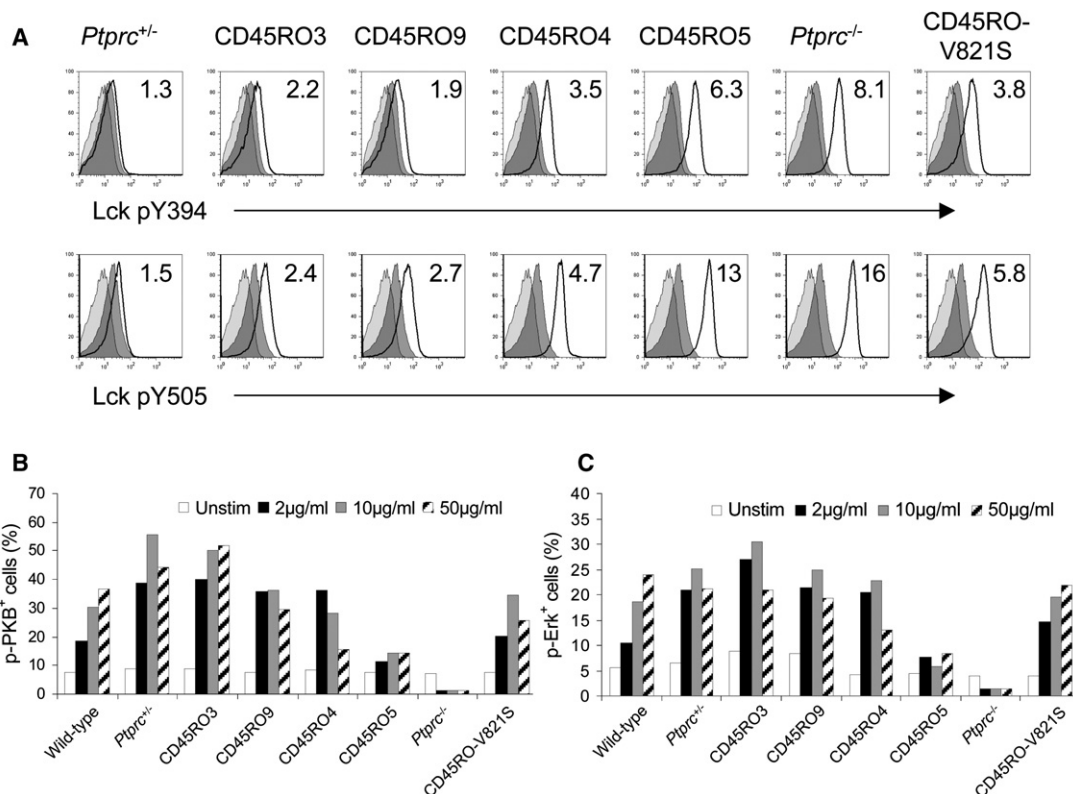 A
Ptprc+/-
CD45RO3
CD45RO9
CD45RO4
CD45RO5
Ptprc-/-
CD45RO-
V821S
1.3
2.2
1.9
3.5
6.3
8.1
3.8
Lck pY394
1.5
2.4
2.7
4.7
13
16
5.8
Lck pY505
B
p-PKB+ cells (%)
70
60
50
40
30
20
10
0
Unstim 2µg/ml 10µg/ml 50µg/ml
Wild-type
Ptprc+/-
CD45RO3
CD45RO9
CD45RO4
CD45RO5
Ptprc-/-
CD45RO-V821S
C
p-Erk+ cells (%)
40
35
30
25
20
15
10
5
0
Unstim 2µg/ml 10µg/ml 50µg/ml
Wild-type
Ptprc+/-
CD45RO3
CD45RO9
CD45RO4
CD45RO5
Ptprc-/-
CD45RO-V821S